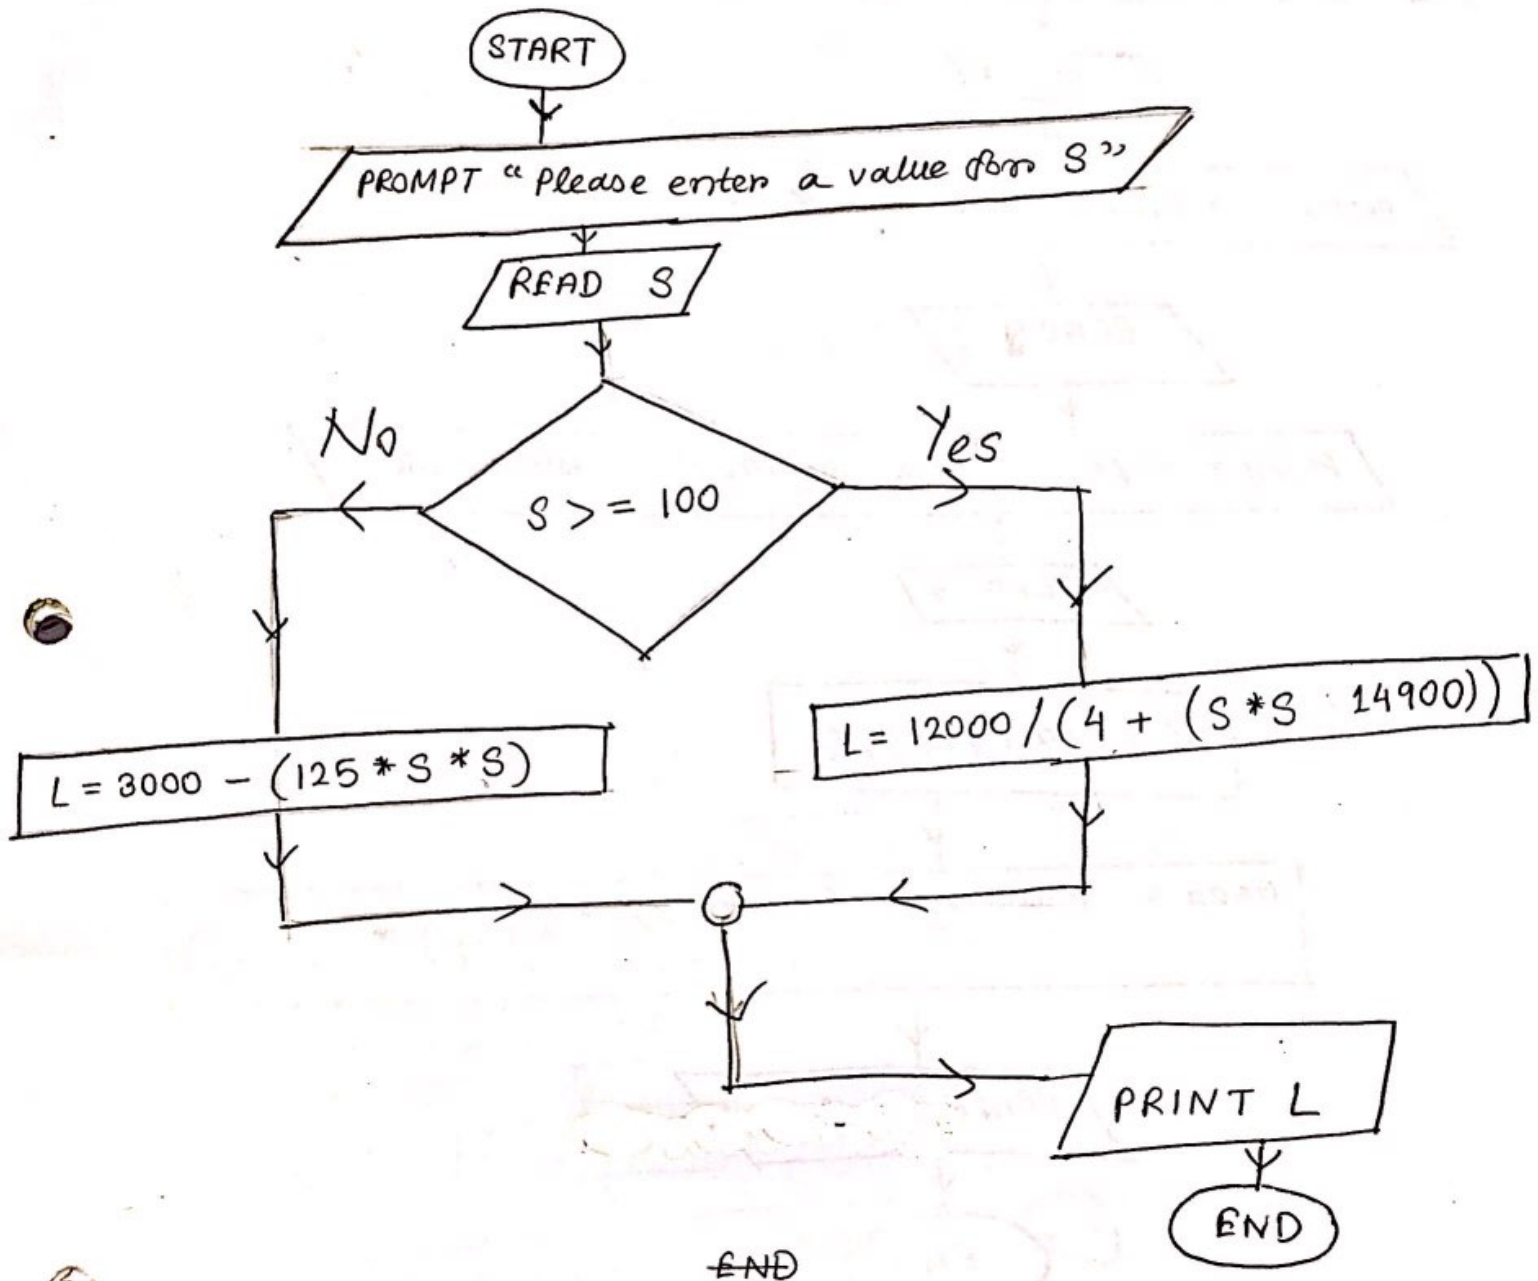 START
PROMPT "Please enter a value for S"
READ S
No
Yes
S >= 100
L = 12000 / (4 + (S * S 14900))
L = 3000 - (125 * S * S)
PRINT L
END
END